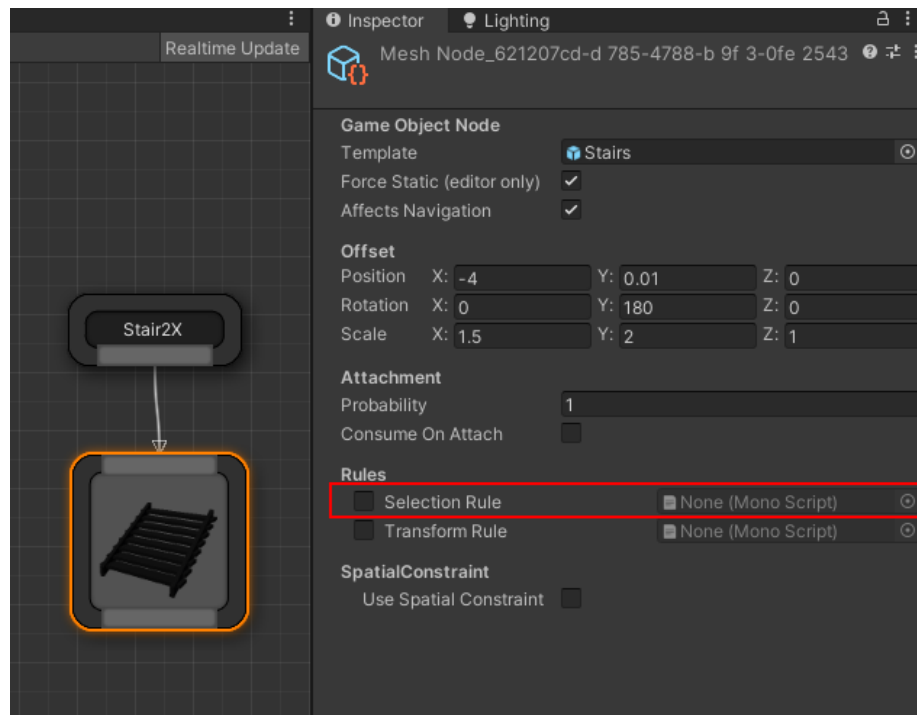 Inspector Lighting
Realtime Update
Mesh Node_621207cd-d 785-4788-b 9f 3-0fe 2543
Game Object Node
Template Stairs
Force Static (editor only)
Affects Navigation
Offset
Position X: -4 Y: 0.01 Z: 0
Rotation X: 0 Y: 180 Z: 0
Scale X: 1.5 Y: 2 Z: 1
Stair2X
Attachment
Probability 1
Consume On Attach
Rules
Selection Rule None (Mono Script)
Transform Rule None (Mono Script)
SpatialConstraint
Use Spatial Constraint